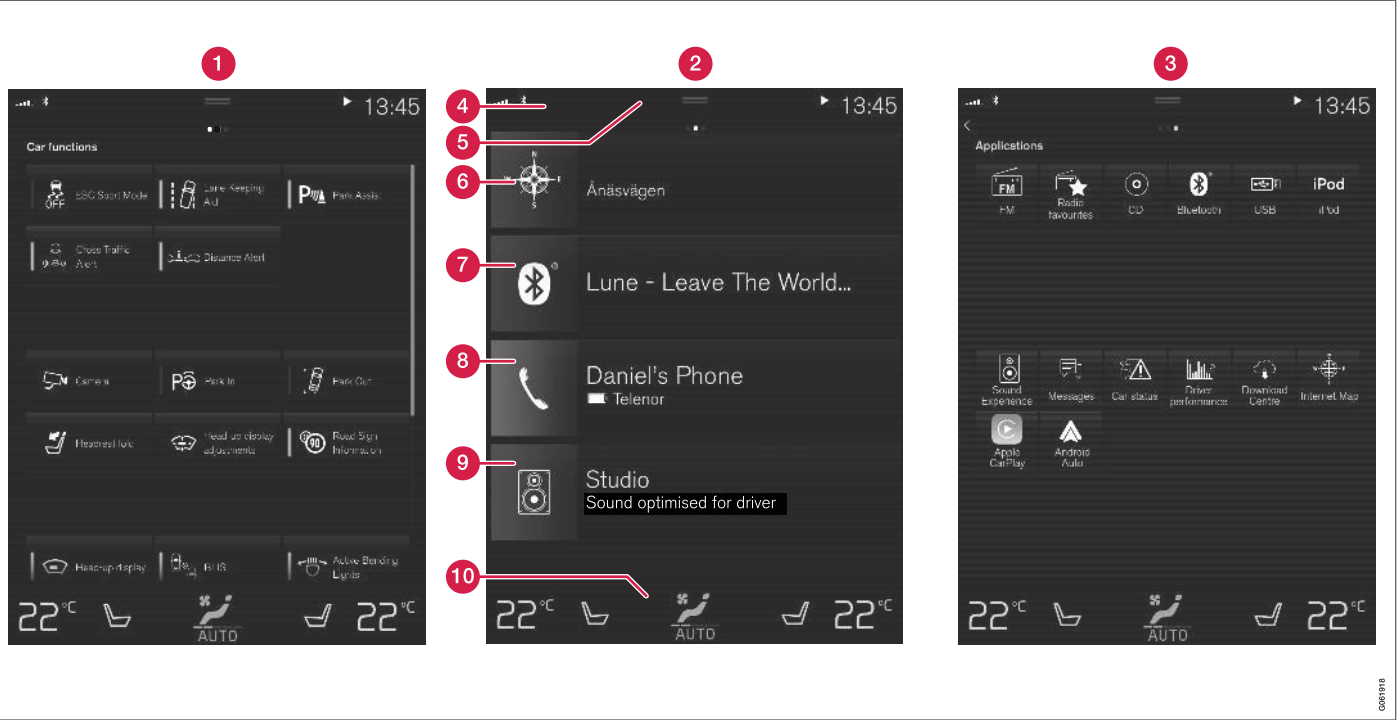 1
2
3
13:45
Car functions
ESC Sport Mode
OFF
Lane Keeping
Aid
P
Park Assist
Cross Traffic
Alert
Distance Alert
Camera
P
Park In
Park Out
Headrest fold
Head-up display
adjustments
90
Road Sign
Information
Head-up display
BLIS
Active Bending
Lights
22°C
AUTO
22°C
4
5
6
7
8
9
10
13:45
N
W
E
S
Ånäsvägen
Lune - Leave The World...
Daniel's Phone
Telenor
Studio
Sound optimised for driver
22°C
AUTO
22°C
13:45
Applications
FM
FM
Radio
favourites
CD
Bluetooth
USB
iPod
iPod
Sound
Experience
Messages
Car status
Driver
performance
Download
Centre
Internet Map
Apple
CarPlay
Android
Auto
22°C
AUTO
22°C
G061918